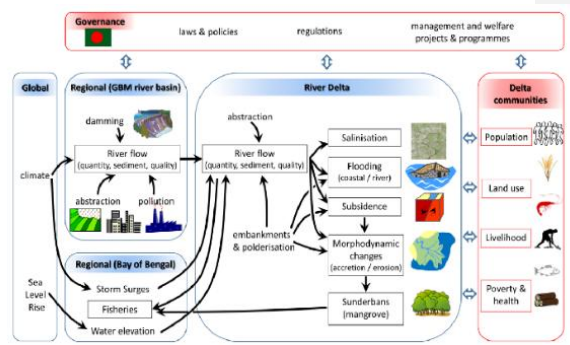 Governance
laws & policies
regulations
management and welfare
projects & programmes
Global
climate
Sea
Level
Rise
Regional (GBM river basin)
damming
River flow
(quantity, sediment, quality)
abstraction
pollution
Regional (Bay of Bengal)
Storm Surges
Fisheries
Water elevation
River Delta
abstraction
River flow
(quantity, sediment, quality)
embankments
& polderisation
Salinisation
Flooding
(coastal / river)
Subsidence
Morphodynamic
changes
(accretion / erosion)
Sunderbans
(mangrove)
Delta
communities
Population
Land use
Livelihood
Poverty &
health